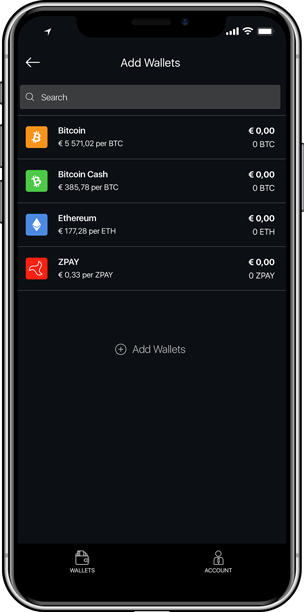 Add Wallets
Search
Bitcoin € 0,00
€ 5 571,02 per BTC 0 BTC
Bitcoin Cash € 0,00
€ 385,78 per BTC 0 BTC
Ethereum € 0,00
€ 177,28 per ETH 0 ETH
ZPAY € 0,00
€ 0,33 per ZPAY 0 ZPAY
Add Wallets
WALLETS ACCOUNT